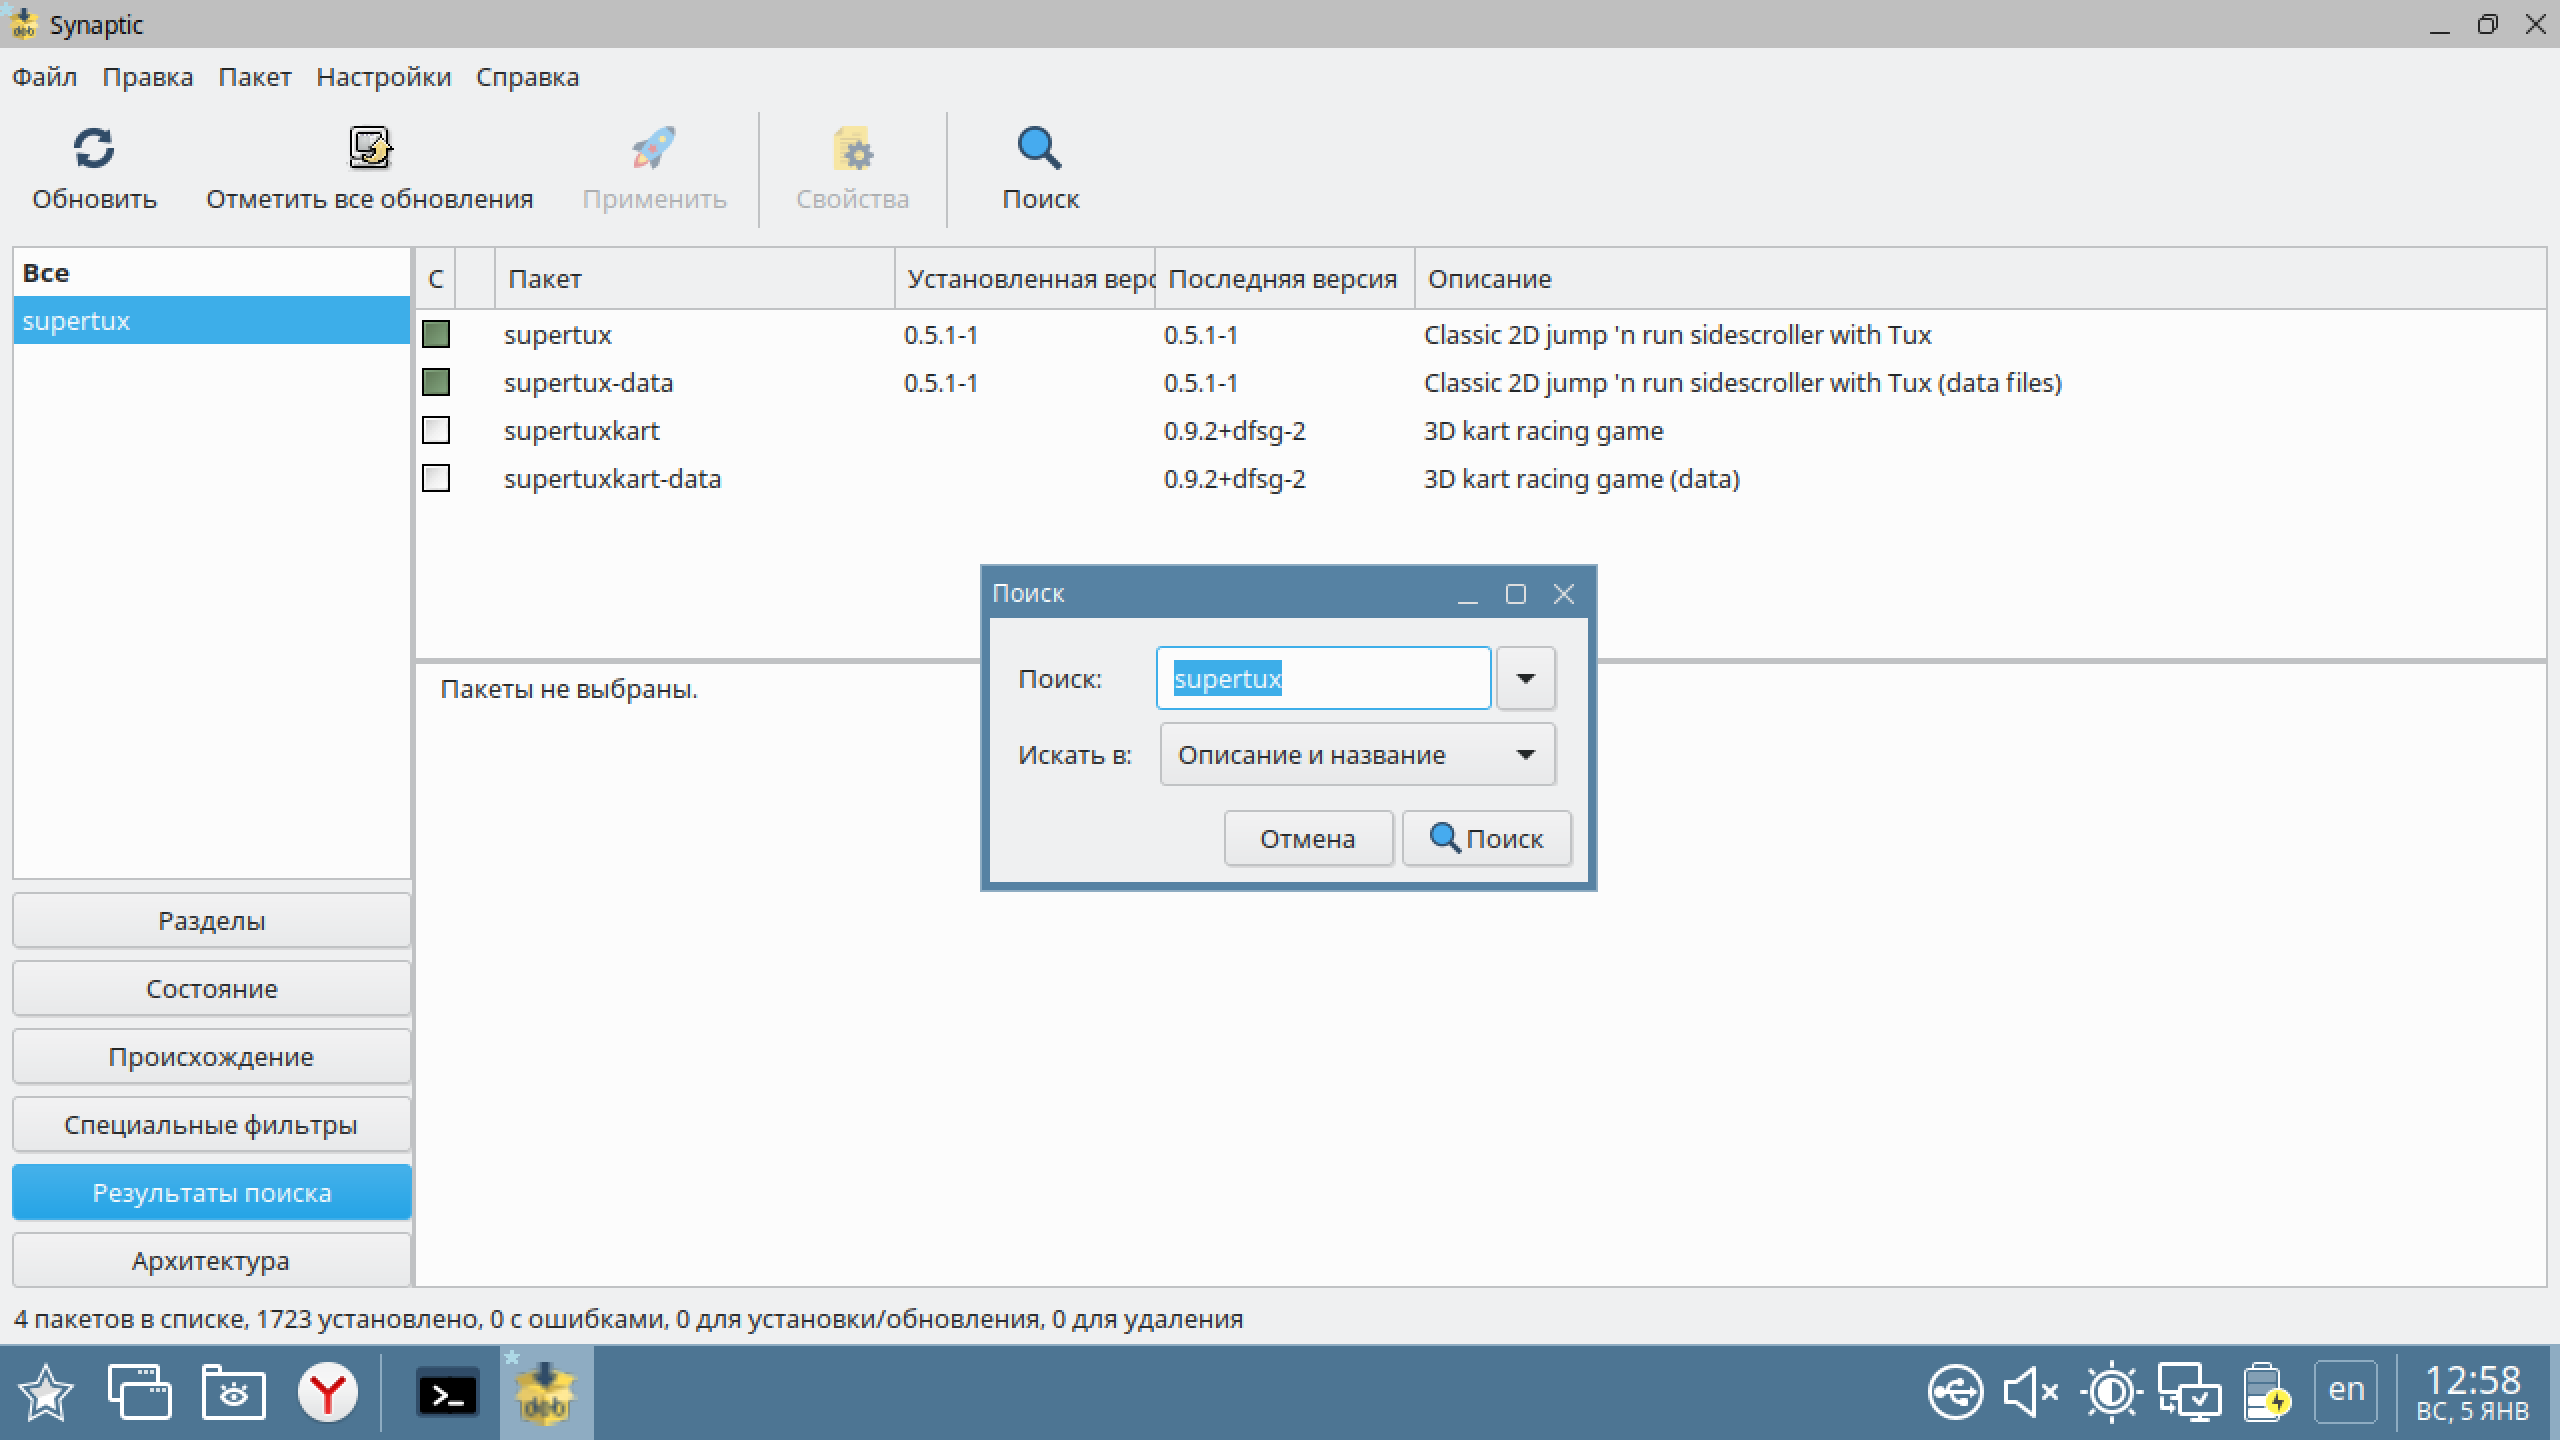 Synaptic
Файл Правка Пакет Настройки Справка
Обновить Отметить все обновления Применить Свойства Поиск
Все
supertux
С Пакет Установленная верс Последняя версия Описание
supertux 0.5.1-1 0.5.1-1 Classic 2D jump 'n run sidescroller with Tux
supertux-data 0.5.1-1 0.5.1-1 Classic 2D jump 'n run sidescroller with Tux (data files)
supertuxkart 0.9.2+dfsg-2 3D kart racing game
supertuxkart-data 0.9.2+dfsg-2 3D kart racing game (data)
Пакеты не выбраны.
Поиск
Поиск: supertux
Искать в: Описание и название
Отмена Поиск
Разделы
Состояние
Происхождение
Специальные фильтры
Результаты поиска
Архитектура
4 пакетов в списке, 1723 установлено, 0 с ошибками, 0 для установки/обновления, 0 для удаления
deb
en
12:58
ВС, 5 ЯНВ